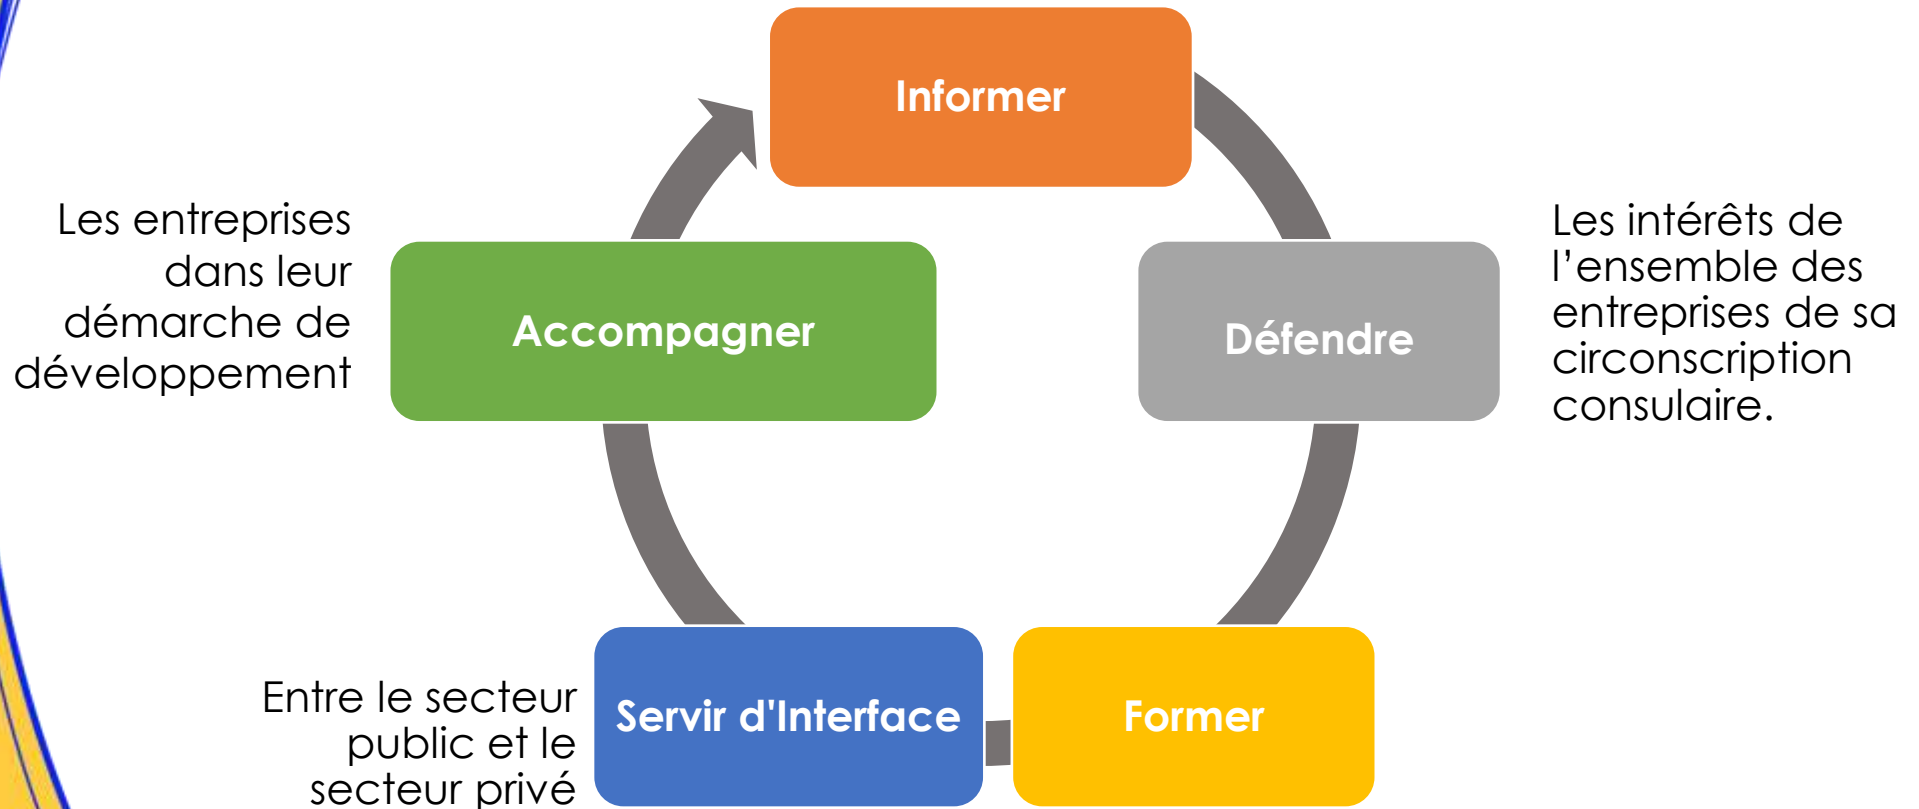 Informer
Les entreprises
dans leur
démarche de
développement
Accompagner
Défendre
Les intérêts de
l’ensemble des
entreprises de sa
circonscription
consulaire.
Entre le secteur
public et le
secteur privé
Servir d'Interface
Former